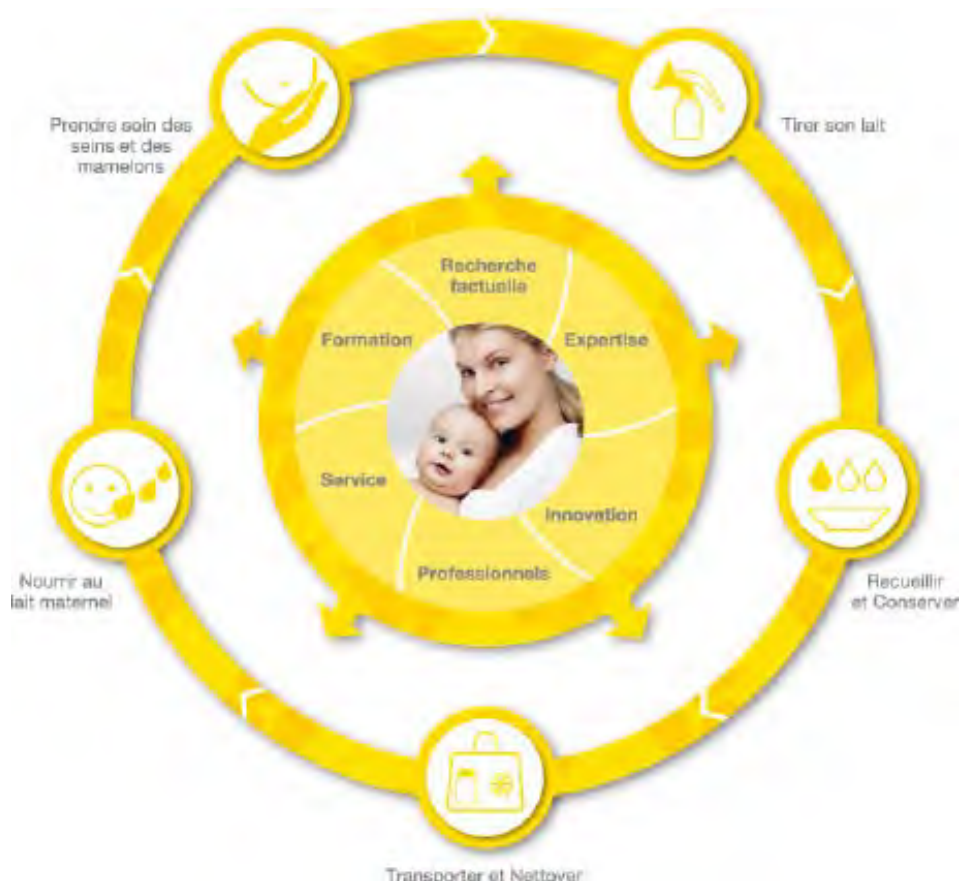 Prendre soin des
seins et des
mamelons
Tirer son lait
Recherche
factuelle
Formation
Expertise
Service
Innovation
Professionnels
Nourrir au
lait maternel
Recueillir
et Conserver
Transporter et Nettoyer